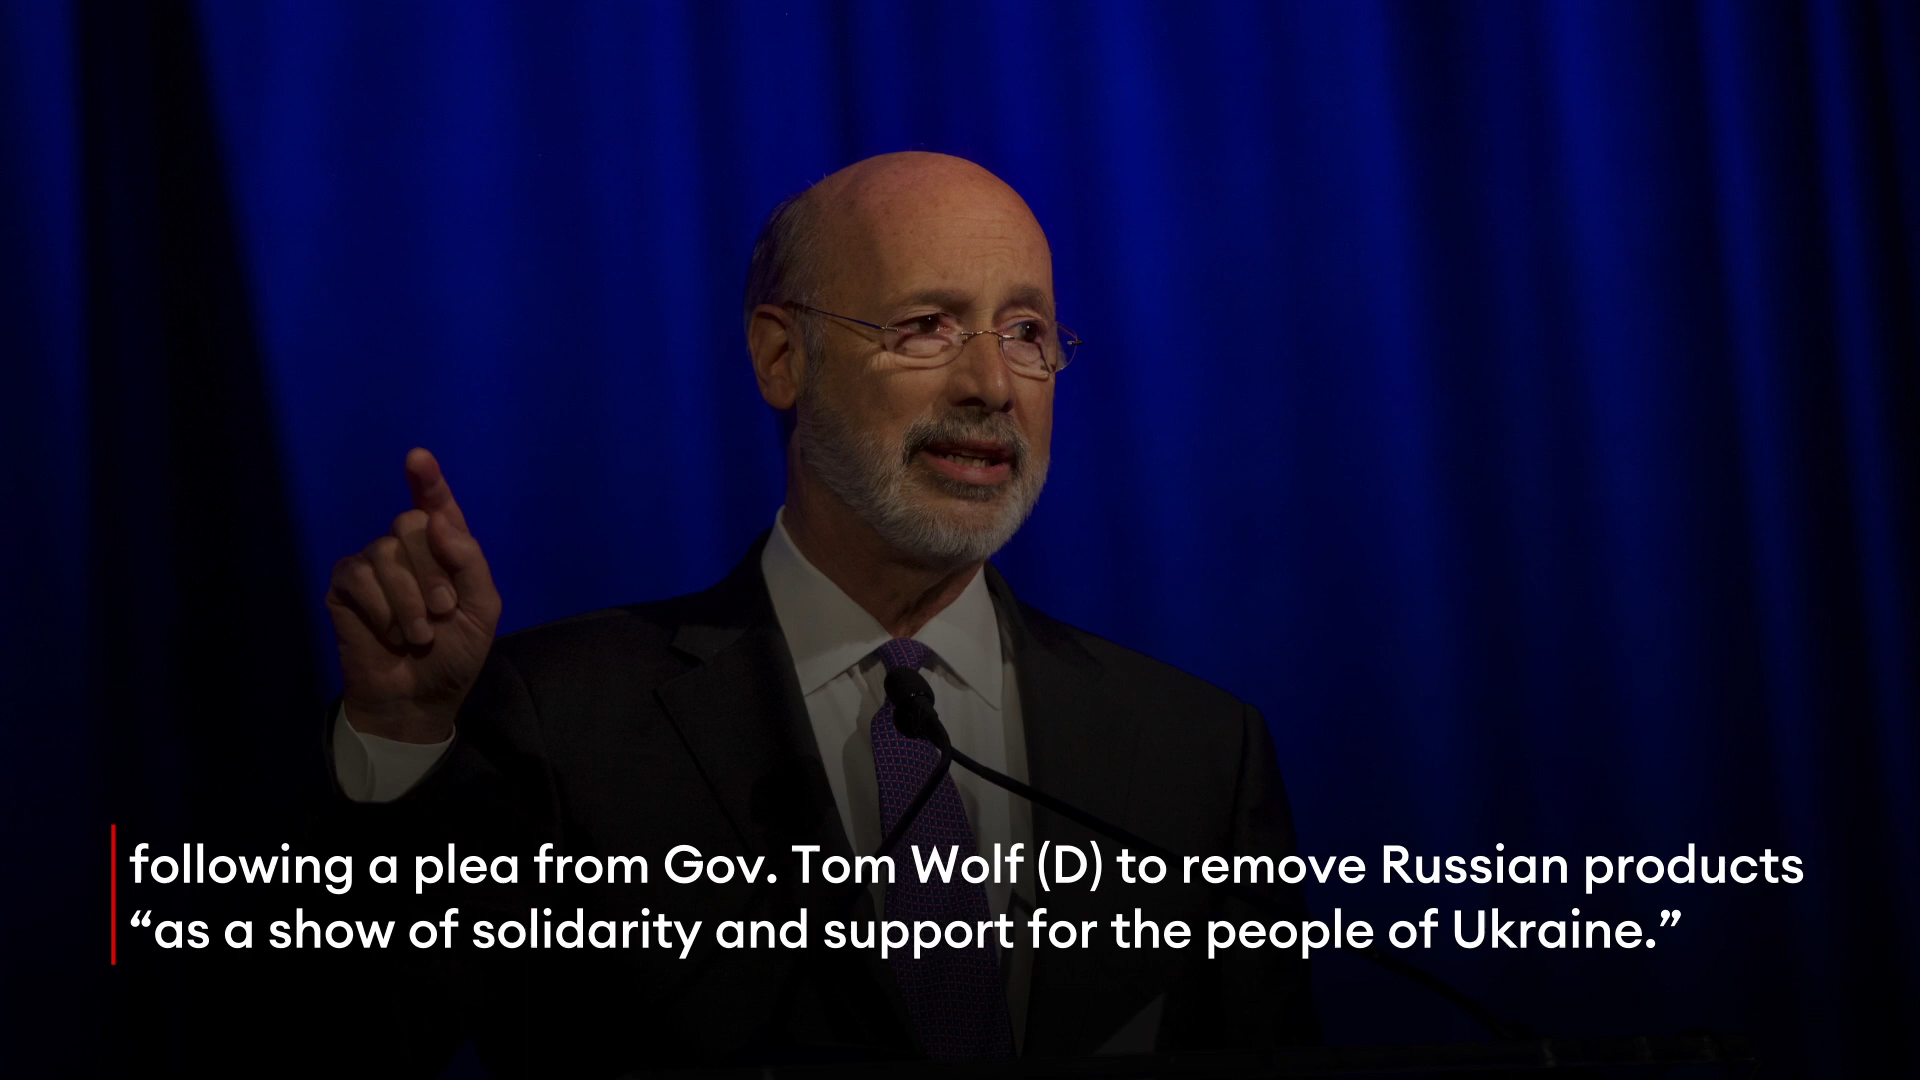 following a plea from Gov. Tom Wolf (D) to remove Russian products
“as a show of solidarity and support for the people of Ukraine.”